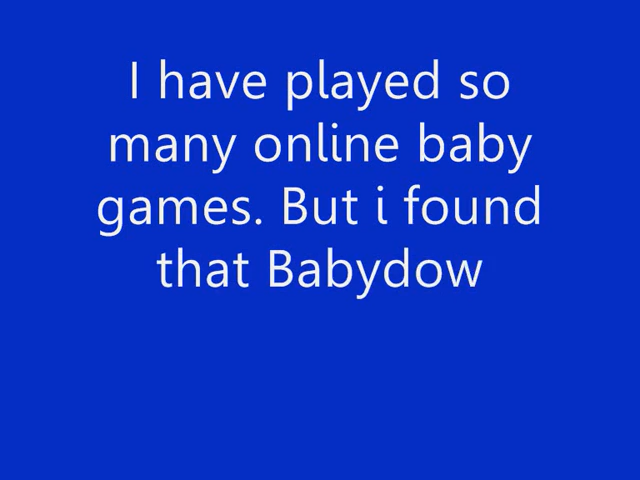 I have played so
many online baby
games. But i found
that Babydow